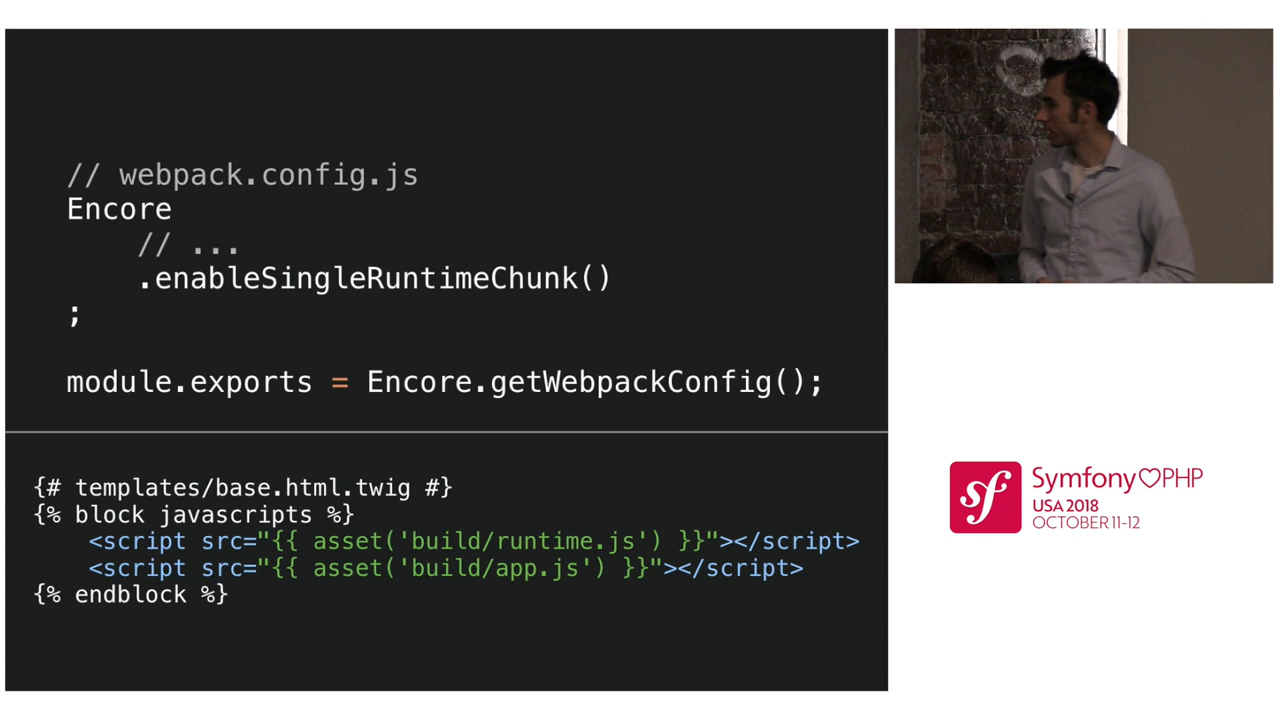 // webpack.config.js
Encore
// ...
.enableSingleRuntimeChunk()
;
module.exports = Encore.getWebpackConfig();
{# templates/base.html.twig #}
{% block javascripts %}
<script src="{{ asset('build/runtime.js') }}"></script>
<script src="{{ asset('build/app.js') }}"></script>
{% endblock %}
sf
Symfony♡PHP
USA 2018
OCTOBER 11-12